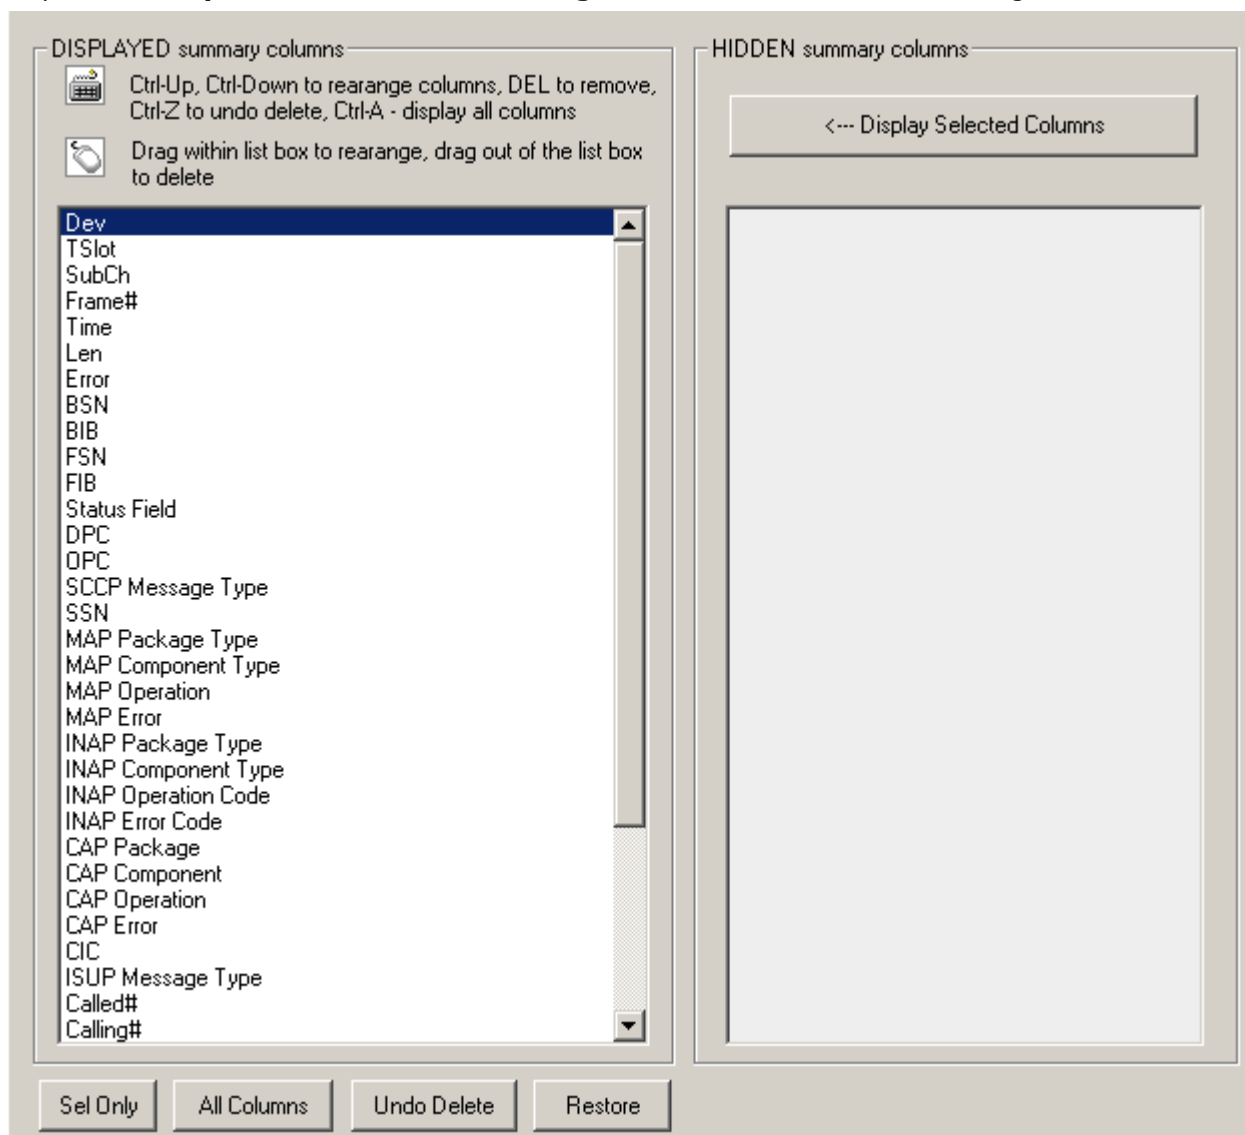 DISPLAYED summary columns
Ctrl-Up, Ctrl-Down to rearange columns, DEL to remove,
Ctrl-Z to undo delete, Ctrl-A - display all columns
Drag within list box to rearange, drag out of the list box
to delete
Dev
TSlot
SubCh
Frame#
Time
Len
Error
BSN
BIB
FSN
FIB
Status Field
DPC
OPC
SCCP Message Type
SSN
MAP Package Type
MAP Component Type
MAP Operation
MAP Error
INAP Package Type
INAP Component Type
INAP Operation Code
INAP Error Code
CAP Package
CAP Component
CAP Operation
CAP Error
CIC
ISUP Message Type
Called#
Calling#
Sel Only
All Columns
Undo Delete
Restore
HIDDEN summary columns
<--- Display Selected Columns